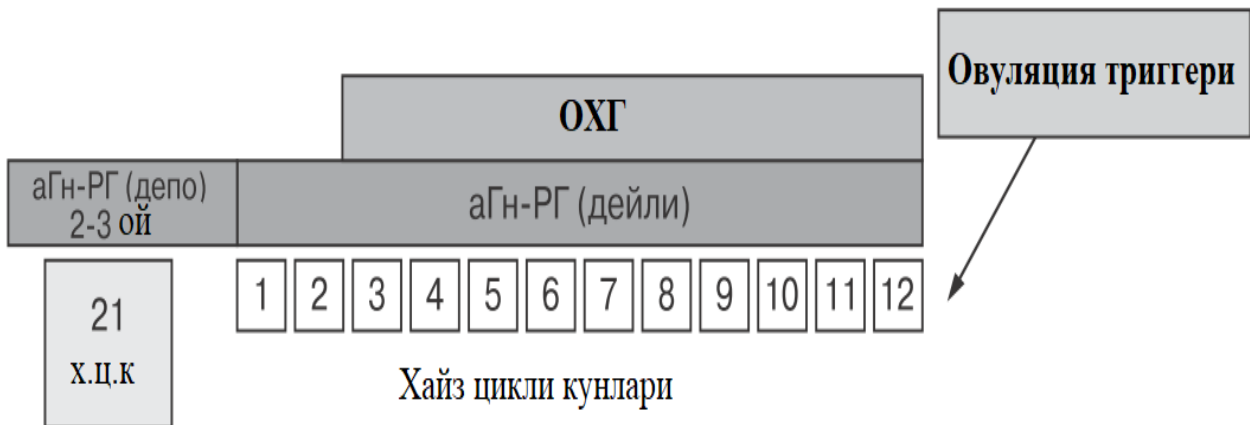 Овуляция триггери
ОХГ
аГн-РГ (депо)
2-3 ой
аГн-РГ (дейли)
21
х.ц.к
1 2 3 4 5 6 7 8 9 10 11 12
Хайз цикли кунлари